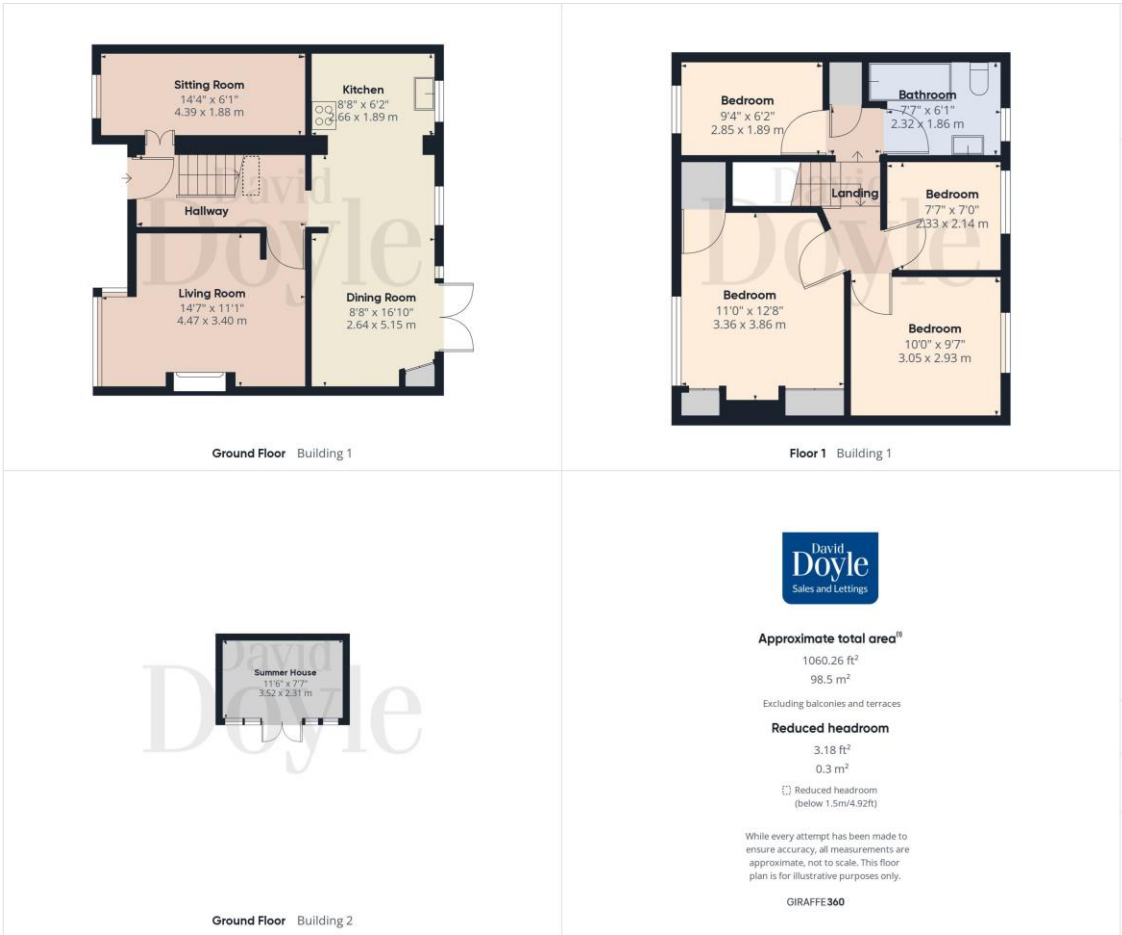 Sitting Room
14'4" x 6'1"
4.39 x 1.88 m
Kitchen
8'8" x 6'2"
2.66 x 1.89 m
Hallway
Living Room
14'7" x 11'1"
4.47 x 3.40 m
Dining Room
8'8" x 16'10"
2.64 x 5.15 m
David
Doyle
Ground Floor Building 1
Bedroom
9'4" x 6'2"
2.85 x 1.89 m
Bathroom
7'7" x 6'1"
2.32 x 1.86 m
Landing
Bedroom
7'7" x 7'0"
2.33 x 2.14 m
Bedroom
11'0" x 12'8"
3.36 x 3.86 m
Bedroom
10'0" x 9'7"
3.05 x 2.93 m
David
Doyle
Floor 1 Building 1
Summer House
11'6" x 7'7"
3.52 x 2.31 m
David
Doyle
Ground Floor Building 2
David
Doyle
Sales and Lettings
Approximate total area[1]
1060.26 ft²
98.5 m²
Excluding balconies and terraces
Reduced headroom
3.18 ft²
0.3 m²
Reduced headroom
(below 1.5m/4.92ft)
While every attempt has been made to
ensure accuracy, all measurements are
approximate, not to scale. This floor
plan is for illustrative purposes only.
GIRAFFE360